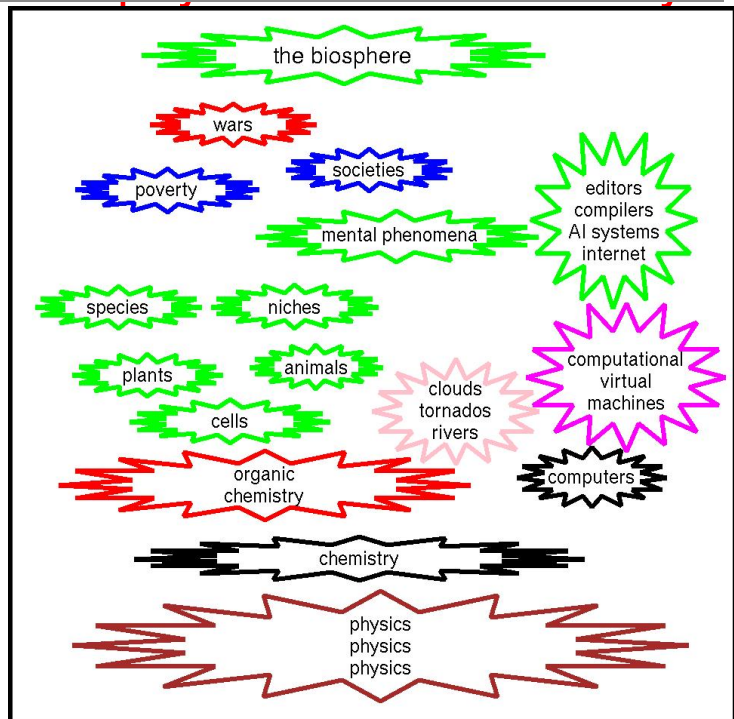 the biosphere
wars
societies
poverty
editors
compilers
AI systems
internet
mental phenomena
species
niches
animals
plants
computational
virtual
machines
clouds
tornados
rivers
cells
organic
chemistry
computers
chemistry
physics
physics
physics